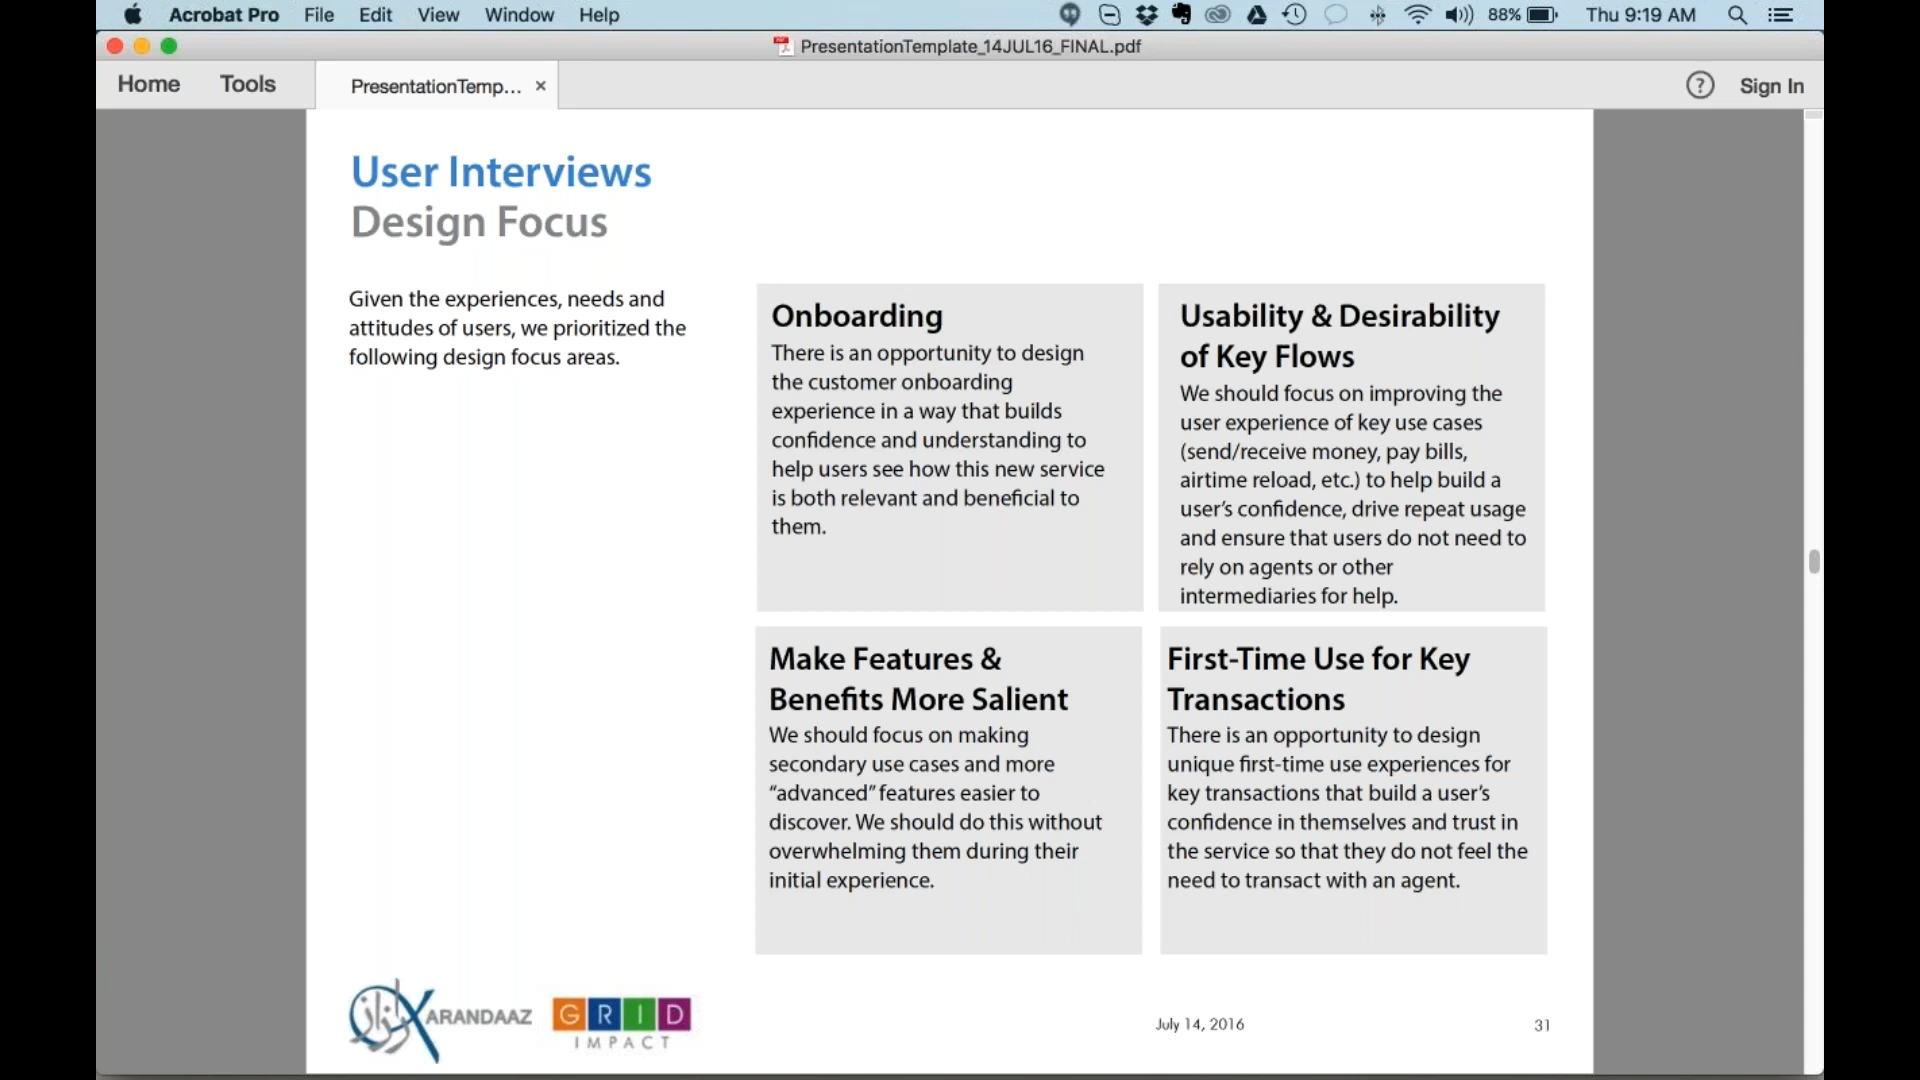 Acrobat Pro File Edit View Window Help 88% Thu 9:19 AM
PresentationTemplate_14JUL16_FINAL.pdf
Home Tools PresentationTemp... × ? Sign In
User Interviews
Design Focus
Given the experiences, needs and
attitudes of users, we prioritized the
following design focus areas.
Onboarding
There is an opportunity to design
the customer onboarding
experience in a way that builds
confidence and understanding to
help users see how this new service
is both relevant and beneficial to
them.
Usability & Desirability
of Key Flows
We should focus on improving the
user experience of key use cases
(send/receive money, pay bills,
airtime reload, etc.) to help build a
user’s confidence, drive repeat usage
and ensure that users do not need to
rely on agents or other
intermediaries for help.
Make Features &
Benefits More Salient
We should focus on making
secondary use cases and more
“advanced” features easier to
discover. We should do this without
overwhelming them during their
initial experience.
First-Time Use for Key
Transactions
There is an opportunity to design
unique first-time use experiences for
key transactions that build a user’s
confidence in themselves and trust in
the service so that they do not feel the
need to transact with an agent.
KARANDAAZ
GRID
IMPACT
July 14, 2016
31